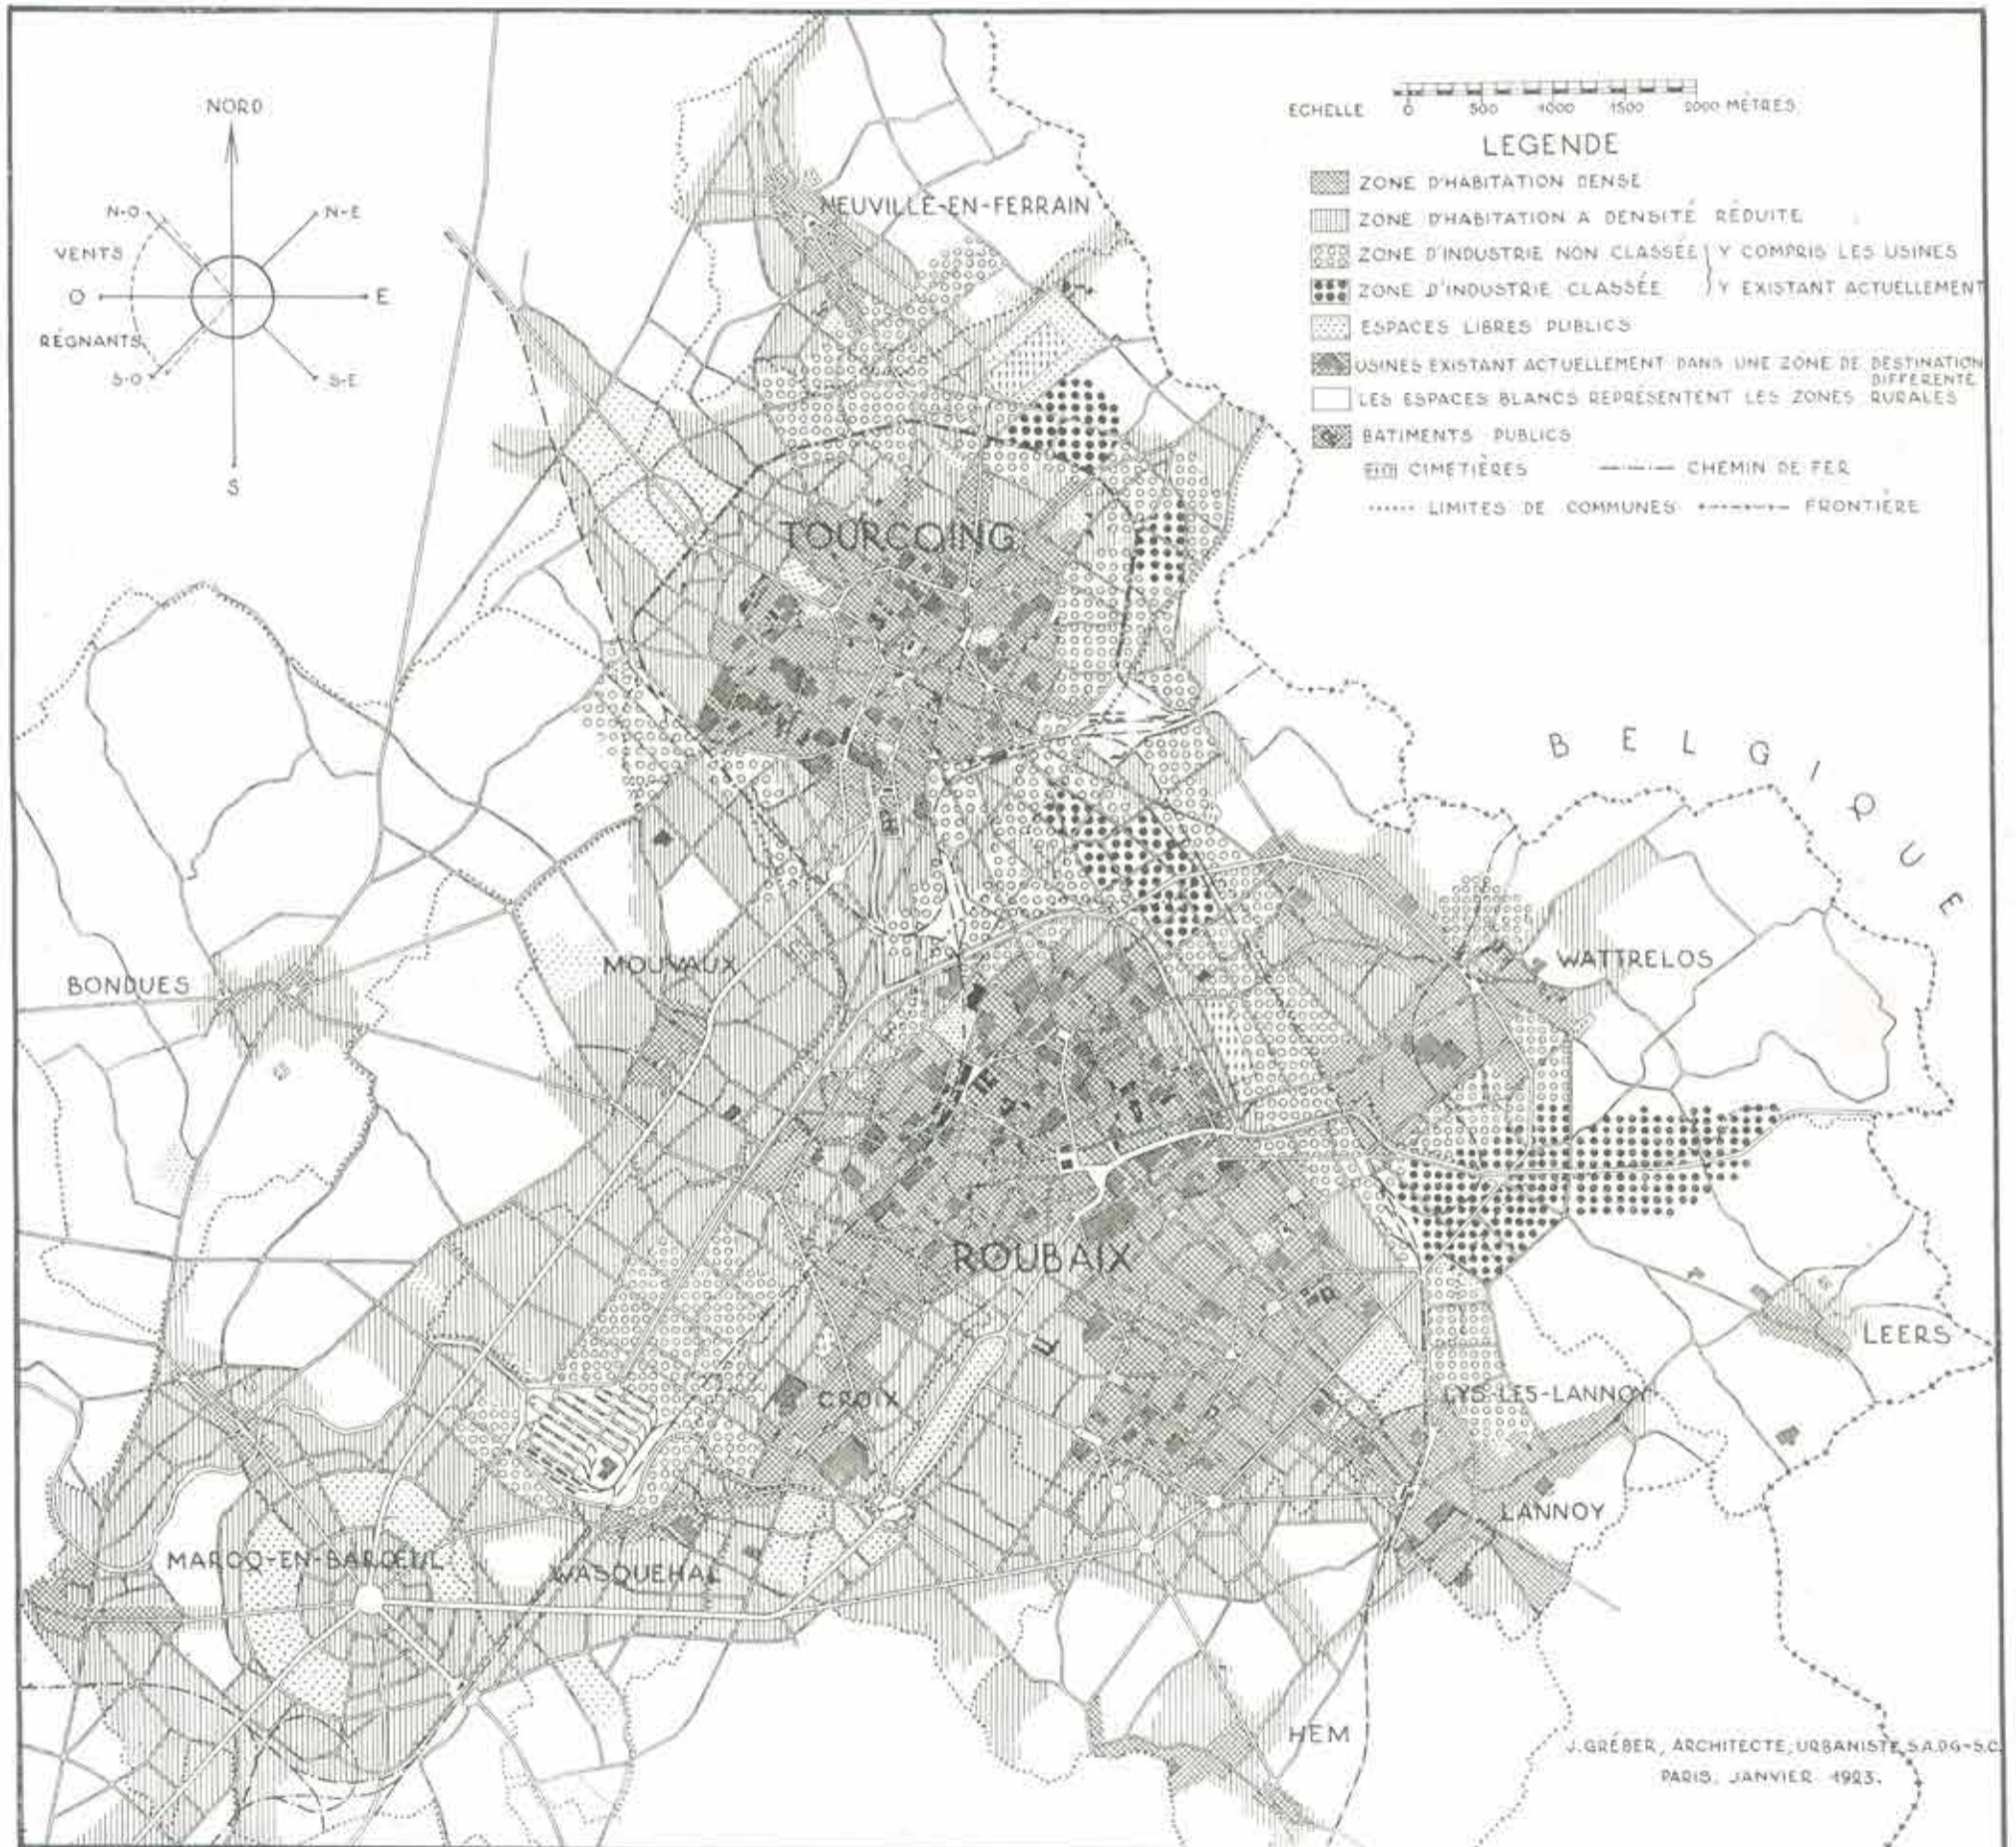 NORD
N-O
N-E
VENTS
O
E
RÉGNANTS
S-O
S-E
S
ECHELLE 0 500 1000 1500 2000 MÈTRES
LEGENDE
ZONE D'HABITATION DENSE
ZONE D'HABITATION A DENSITÉ RÉDUITE
ZONE D'INDUSTRIE NON CLASSÉE Y COMPRIS LES USINES
ZONE D'INDUSTRIE CLASSÉE Y EXISTANT ACTUELLEMENT
ESPACES LIBRES PUBLICS
USINES EXISTANT ACTUELLEMENT DANS UNE ZONE DE DESTINATION
DIFFERENTE
LES ESPACES BLANCS REPRÉSENTENT LES ZONES RURALES
BATIMENTS PUBLICS
CIMETIÈRES CHEMIN DE FER
LIMITES DE COMMUNES FRONTIÈRE
NEUVILLE-EN-FERRAIN
TOURCOING
BELGIQUE
BONDUES
MOUVAUX
WATTRELOS
ROUBAIX
LEERS
CROIX
LYS-LES-LANNOY
LANNOY
MARCQ-EN-BAROEUL
WASQUEHAL
HEM
J. GRÉBER, ARCHITECTE, URBANISTE, S.A.D.G-S.C.
PARIS, JANVIER 1923.